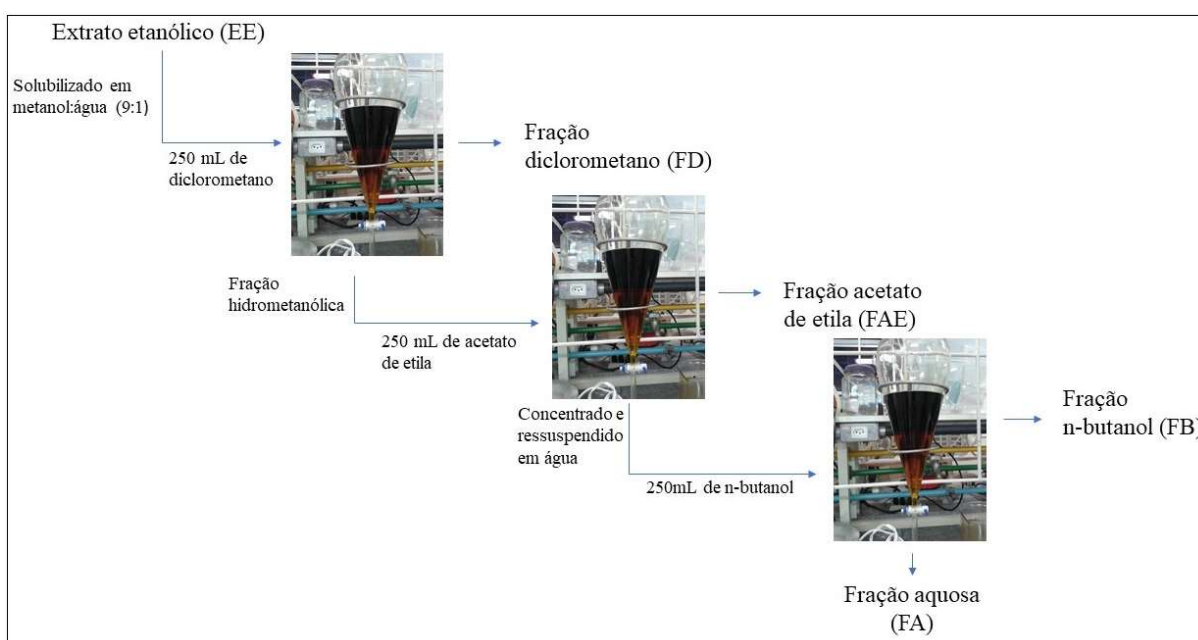 Extrato etanólico (EE)
Solubilizado em
metanol:água (9:1)
250 mL de
diclorometano
Fração
diclorometano (FD)
Fração
hidrometanólica
250 mL de acetato
de etila
Fração acetato
de etila (FAE)
Concentrado e
ressuspendido
em água
250mL de n-butanol
Fração
n-butanol (FB)
Fração aquosa
(FA)